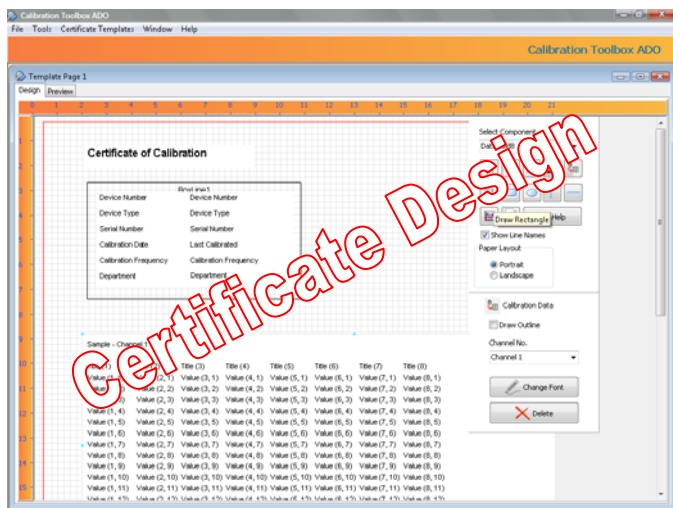 Calibration Toolbox ADO
File Tools Certificate Templates Window Help
Calibration Toolbox ADO
Template Page 1
Design Preview
0 1 2 3 4 5 6 7 8 9 10 11 12 13 14 15 16 17 18 19 20 21
Select Component
Certificate of Calibration
Device Number Device Number
Device Type Device Type
Serial Number Serial Number
Calibration Date Last Calibrated
Calibration Frequency Calibration Frequency
Department Department
Draw Rectangle Help
Show Line Names
Paper Layout
Portrait
Landscape
Calibration Data
Draw Outline
Channel No.
Channel 1
Change Font
Delete
Certificate Design
Sample - Channel 1
Title (3) Title (4) Title (5) Title (6) Title (7) Title (8)
Value (3, 1) Value (4, 1) Value (5, 1) Value (6, 1) Value (7, 1) Value (8, 1)
Value (2, 2) Value (3, 2) Value (4, 2) Value (5, 2) Value (6, 2) Value (7, 2) Value (8, 2)
Value (2, 3) Value (3, 3) Value (4, 3) Value (5, 3) Value (6, 3) Value (7, 3) Value (8, 3)
Value (1, 4) Value (2, 4) Value (3, 4) Value (4, 4) Value (5, 4) Value (6, 4) Value (7, 4) Value (8, 4)
Value (1, 5) Value (2, 5) Value (3, 5) Value (4, 5) Value (5, 5) Value (6, 5) Value (7, 5) Value (8, 5)
Value (1, 6) Value (2, 6) Value (3, 6) Value (4, 6) Value (5, 6) Value (6, 6) Value (7, 6) Value (8, 6)
Value (1, 7) Value (2, 7) Value (3, 7) Value (4, 7) Value (5, 7) Value (6, 7) Value (7, 7) Value (8, 7)
Value (1, 8) Value (2, 8) Value (3, 8) Value (4, 8) Value (5, 8) Value (6, 8) Value (7, 8) Value (8, 8)
Value (1, 9) Value (2, 9) Value (3, 9) Value (4, 9) Value (5, 9) Value (6, 9) Value (7, 9) Value (8, 9)
Value (1, 10) Value (2, 10) Value (3, 10) Value (4, 10) Value (5, 10) Value (6, 10) Value (7, 10) Value (8, 10)
Value (1, 11) Value (2, 11) Value (3, 11) Value (4, 11) Value (5, 11) Value (6, 11) Value (7, 11) Value (8, 11)